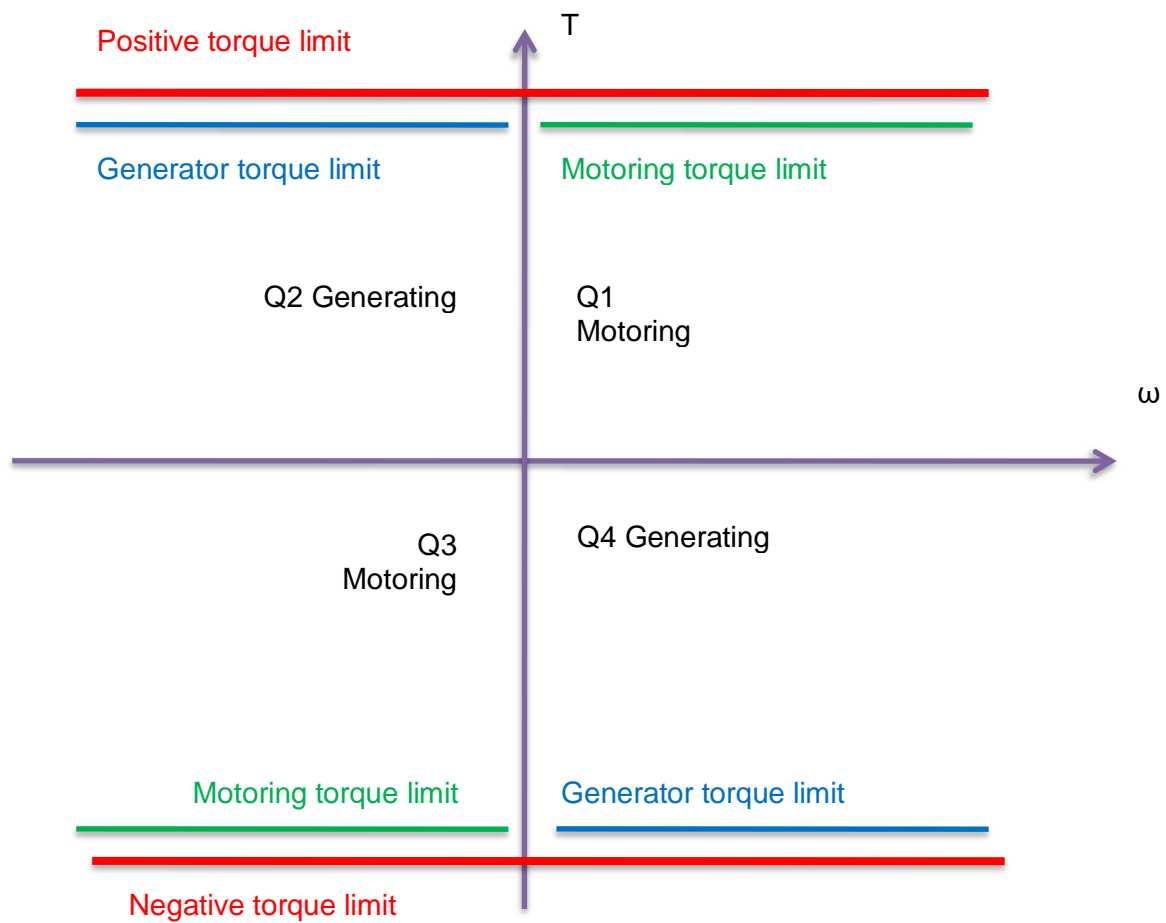 T
Positive torque limit
Generator torque limit
Motoring torque limit
Q2 Generating
Q1
Motoring
ω
Q3
Motoring
Q4 Generating
Motoring torque limit
Generator torque limit
Negative torque limit